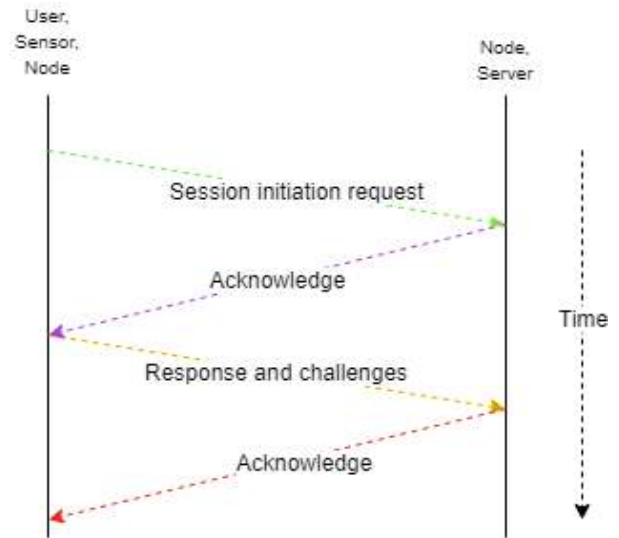 User,
Sensor,
Node
Node,
Server
Session initiation request
Acknowledge
Time
Response and challenges
Acknowledge